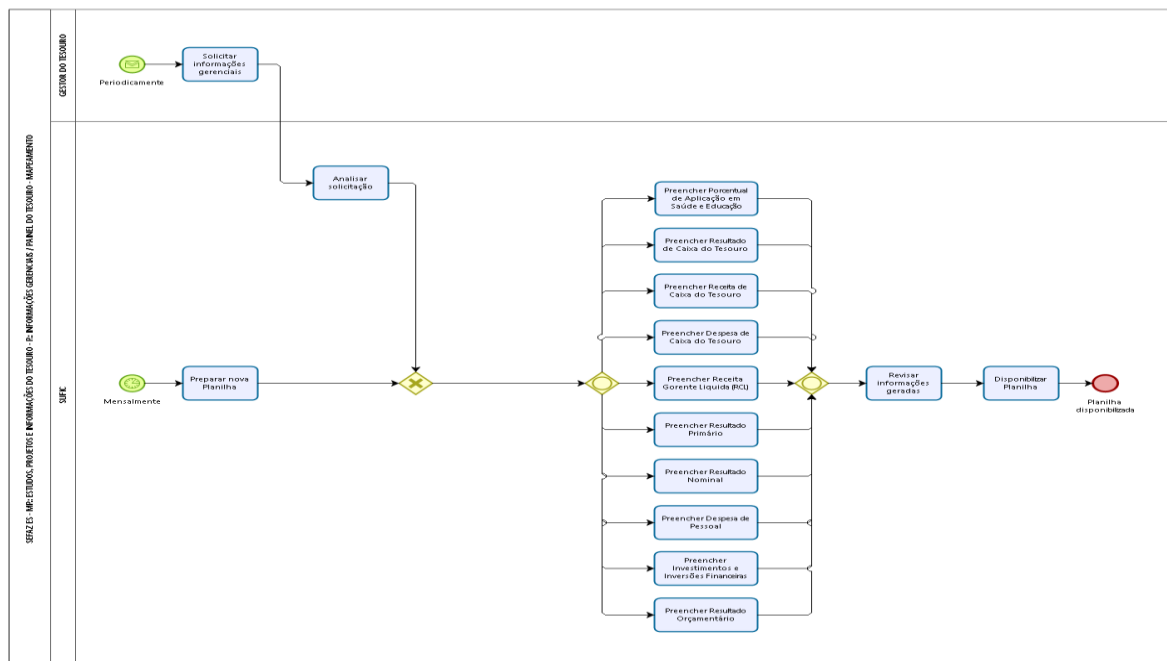 SEFAZ ES - MP: ESTUDOS, PROJETOS E INFORMAÇÕES DO TESOURO - P.: INFORMAÇÕES GERENCIAIS / PAINEL DO TESOURO - MAPEAMENTO
GESTOR DO TESOURO
Periodicamente
Solicitar
informações
gerenciais
SUFIC
Analisar
solicitação
Mensalmente
Preparar nova
Planilha
Preencher Porcentual
de Aplicação em
Saúde e Educação
Preencher Resultado
de Caixa do Tesouro
Preencher Receita de
Caixa do Tesouro
Preencher Despesa de
Caixa do Tesouro
Preencher Receita
Gorente Liquida (RCL)
Preencher Resultado
Primário
Preencher Resultado
Nominal
Preencher Despesa de
Pessoal
Preencher
Investimentos e
Inversões Financeiras
Preencher Resultado
Orçamentário
Revisar
informações
geradas
Disponibilizar
Planilha
Planilha
disponibilizada